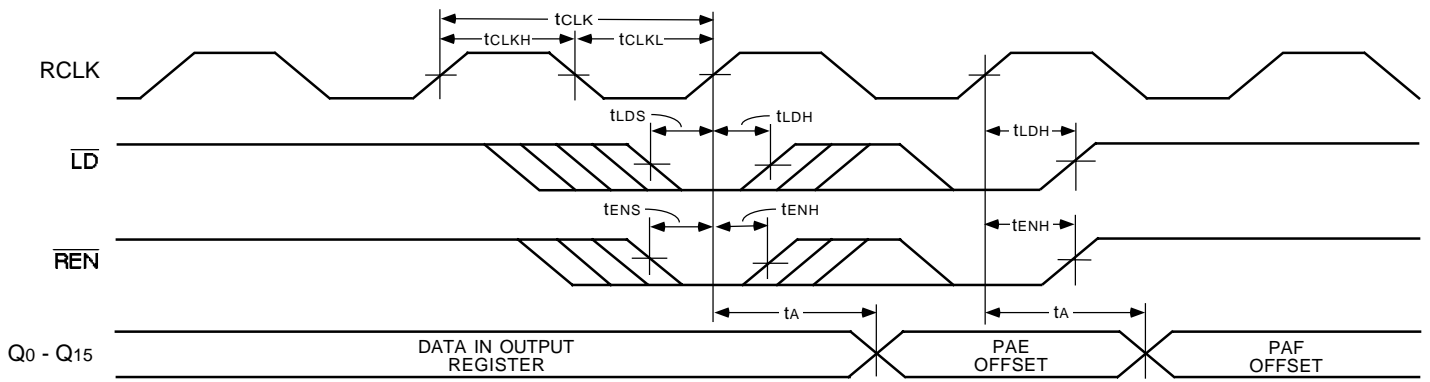 tCLK
tCLKH tCLKL
RCLK
tLDS tLDH tLDH
LD
tENS tENH tENH
REN
tA tA
Q0 - Q15
DATA IN OUTPUT
REGISTER
PAE
OFFSET
PAF
OFFSET